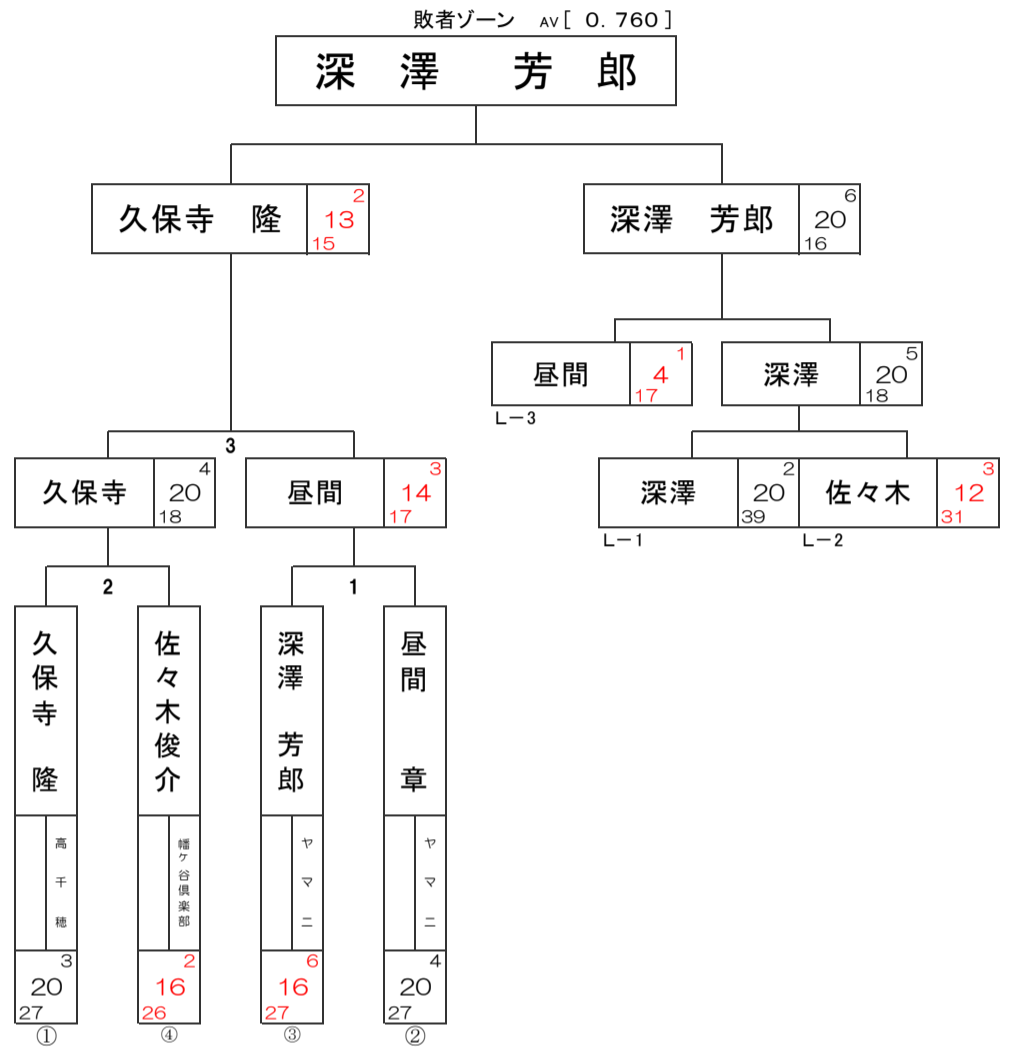 敗者ゾーン AV[ 0.760 ]
深澤 芳郎
久保寺 隆 2 13 15
深澤 芳郎 6 20 16
昼間 1 4 17
深澤 5 20 18
L-3
3
久保寺 4 20 18
昼間 3 14 17
深澤 2 20 39
佐々木 3 12 31
L-1
L-2
2
1
久保寺 隆
佐々木俊介
深澤 芳郎
昼間 章
高千穂
幡ヶ谷倶楽部
ヤマニ
ヤマニ
3 20 27
2 16 26
6 16 27
4 20 27
①
④
③
②